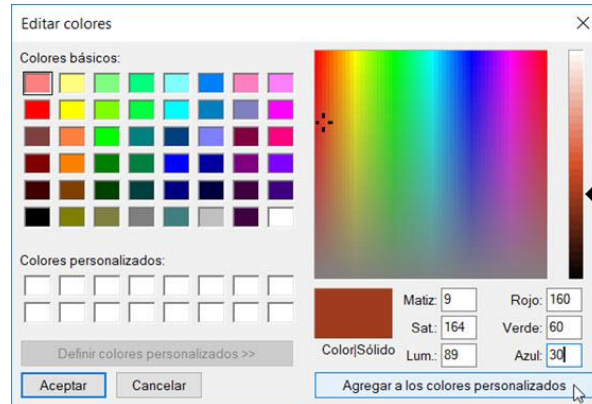 Editar colores
Colores básicos:
Colores personalizados:
Definir colores personalizados >>
Aceptar
Cancelar
Color|Sólido
Matiz: 9
Sat.: 164
Lum.: 89
Rojo: 160
Verde: 60
Azul: 30
Agregar a los colores personalizados